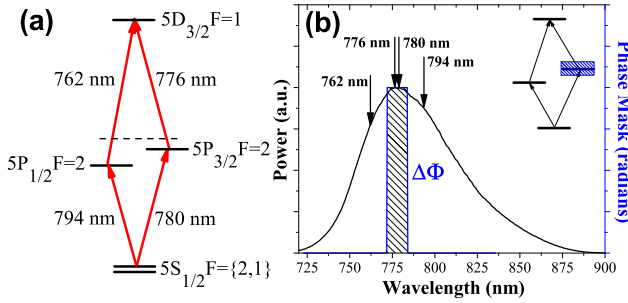 (a)
5D3/2F=1
762 nm
776 nm
5P1/2F=2
5P3/2F=2
794 nm
780 nm
5S1/2F={2,1}
(b)
776 nm
780 nm
762 nm
794 nm
ΔΦ
Power (a.u.)
Phase Mask (radians)
725 750 775 800 825 850 875 900
Wavelength (nm)